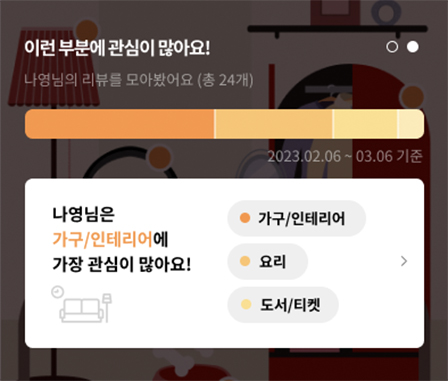 이런 부분에 관심이 많아요!
나영님의 리뷰를 모아봤어요 (총 24개)
2023.02.06 ~ 03.06 기준
나영님은
가구/인테리어에
가장 관심이 많아요!
가구/인테리어
요리
도서/티켓